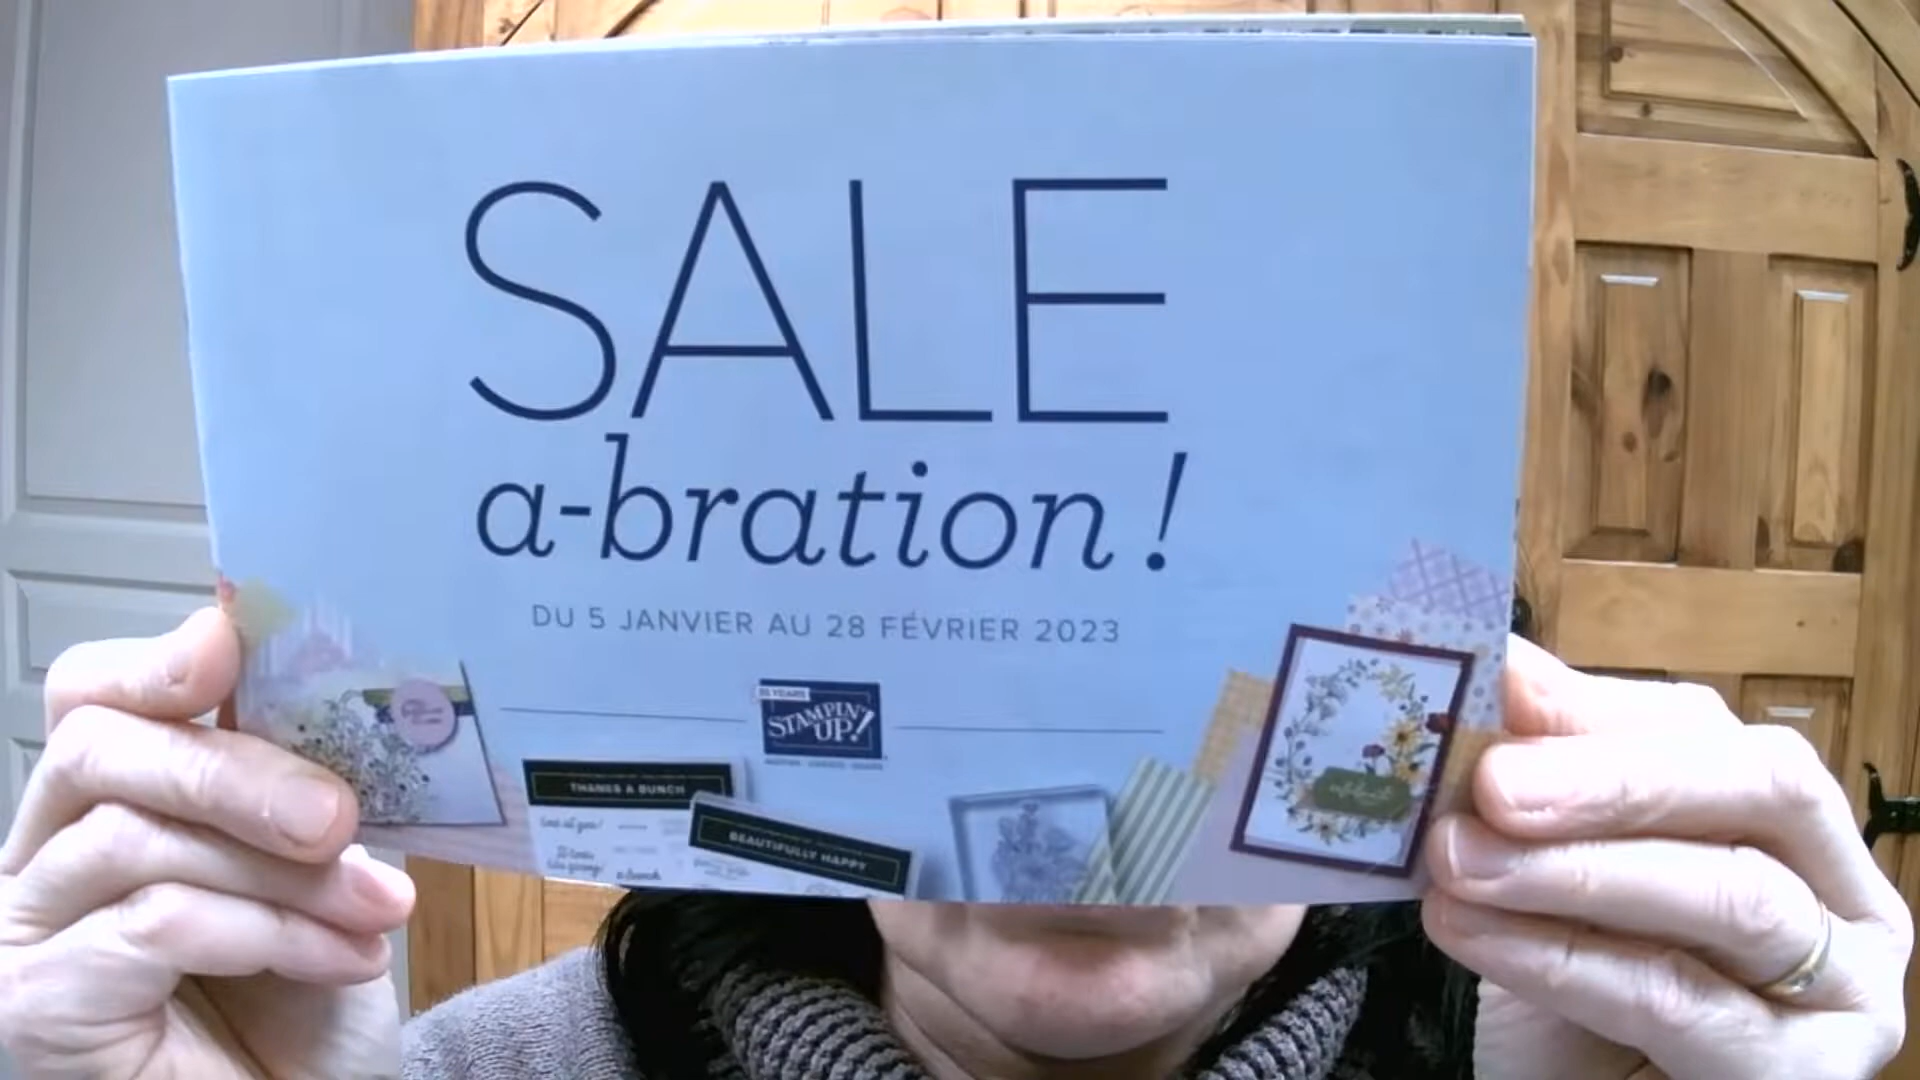 SALE
a-bration!
DU 5 JANVIER AU 28 FÉVRIER 2023
STAMPIN' UP!
THANKS A BUNCH
BEAUTIFULLY HAPPY